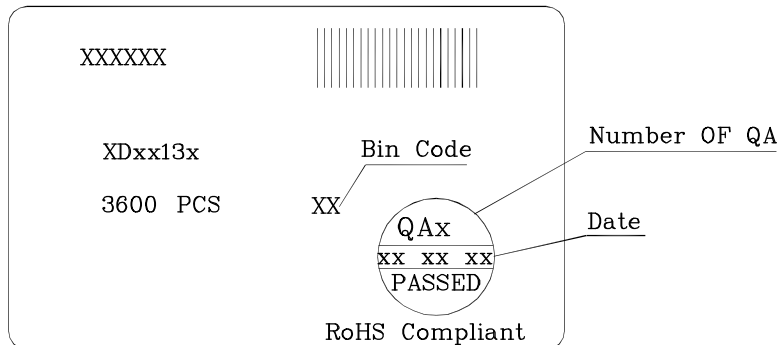 XXXXXX
Number OF QA
XDxx13x
Bin Code
3600 PCS
XX
QAx
Date
xx xx xx
PASSED
RoHS Compliant